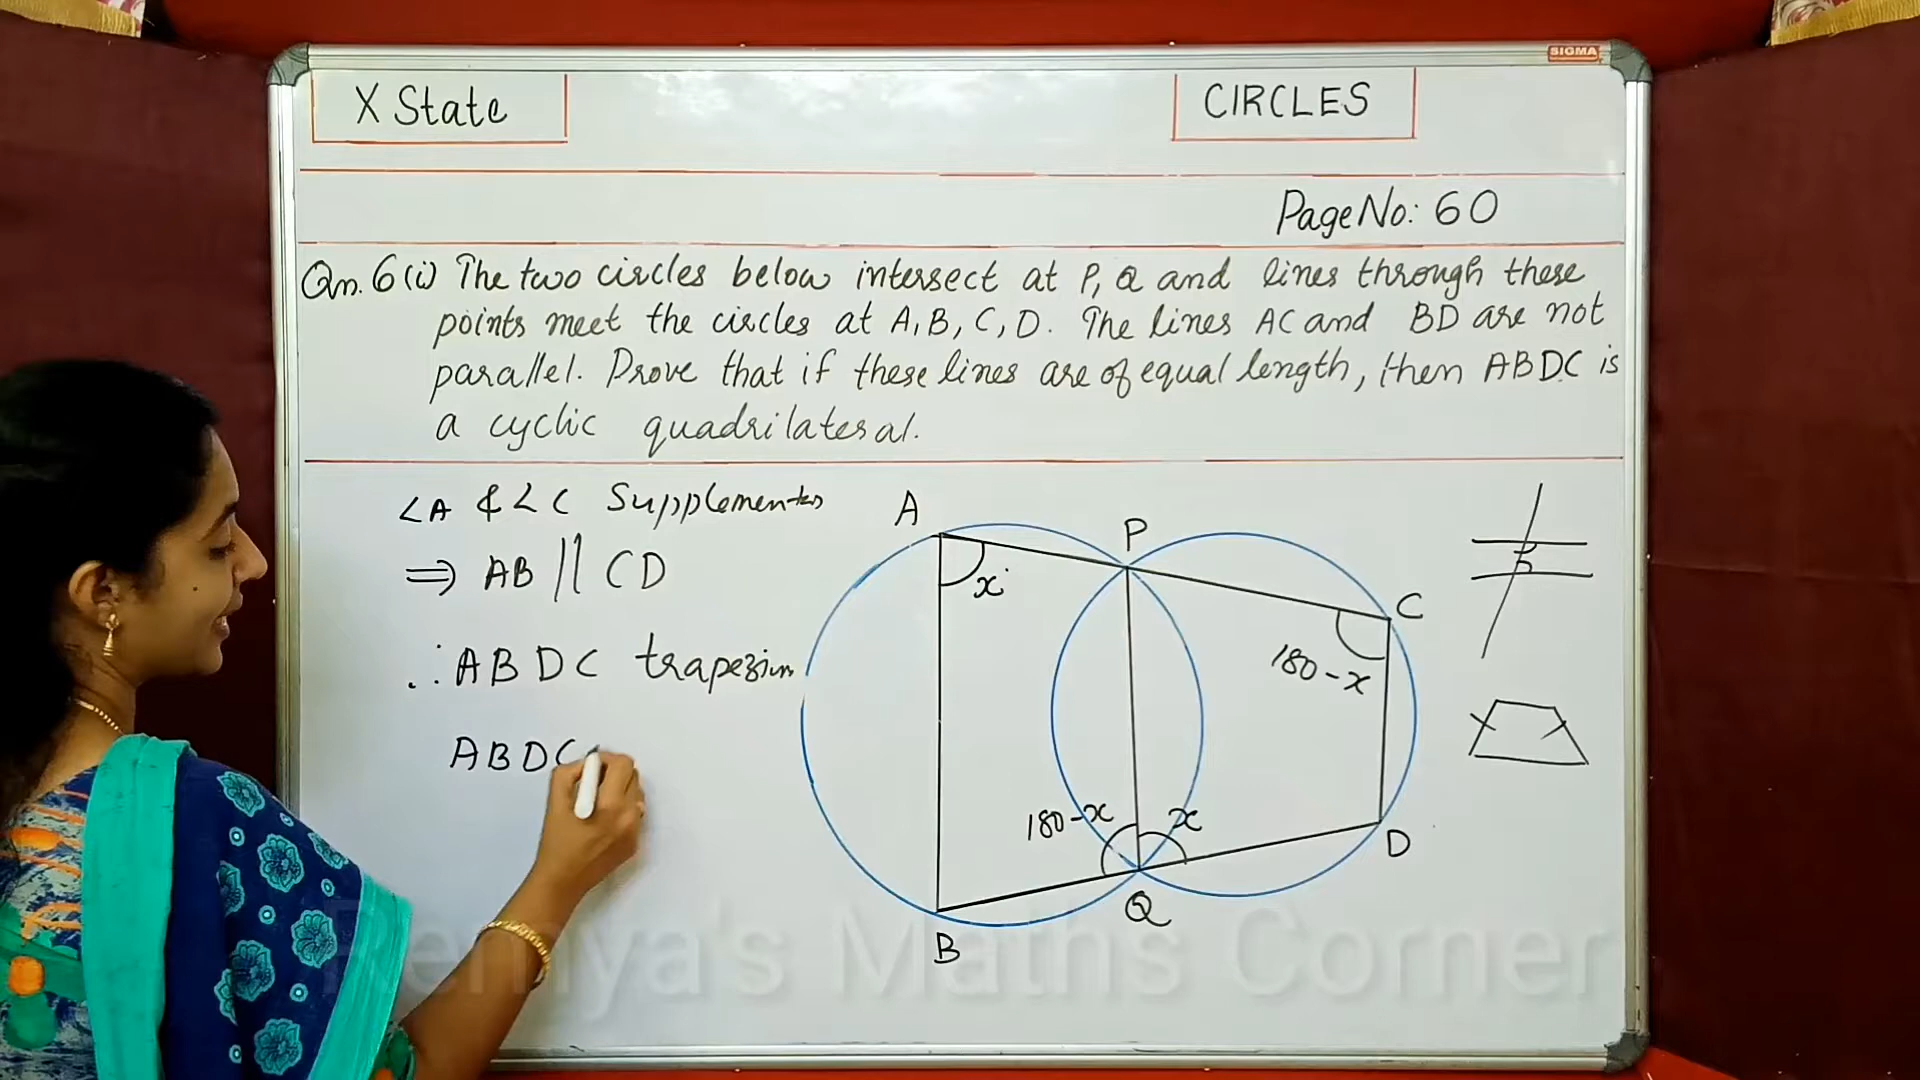 SIGMA
X State
CIRCLES
Page No: 60
Qn. 6 (i) The two circles below intersect at P, Q and lines through these
points meet the circles at A, B, C, D. The lines AC and BD are not
parallel. Prove that if these lines are of equal length, then ABDC is
a cyclic quadrilateral.
∠A & ∠C Supplementary
⇒ AB || CD
∴ ABDC trapezium
ABDC
A
P
x
C
180-x
180-x
x
D
Q
B
Remya's Maths Corner